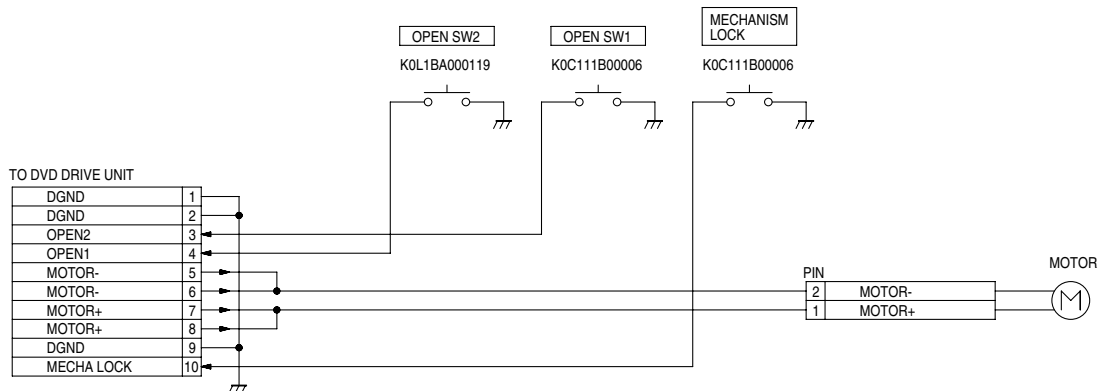 MECHANISM
LOCK
OPEN SW2
OPEN SW1
K0L1BA000119
K0C111B00006
K0C111B00006
TO DVD DRIVE UNIT
DGND 1
DGND 2
OPEN2 3
OPEN1 4
MOTOR- 5
MOTOR- 6
MOTOR+ 7
MOTOR+ 8
DGND 9
MECHA LOCK 10
PIN
2 MOTOR-
1 MOTOR+
MOTOR
M